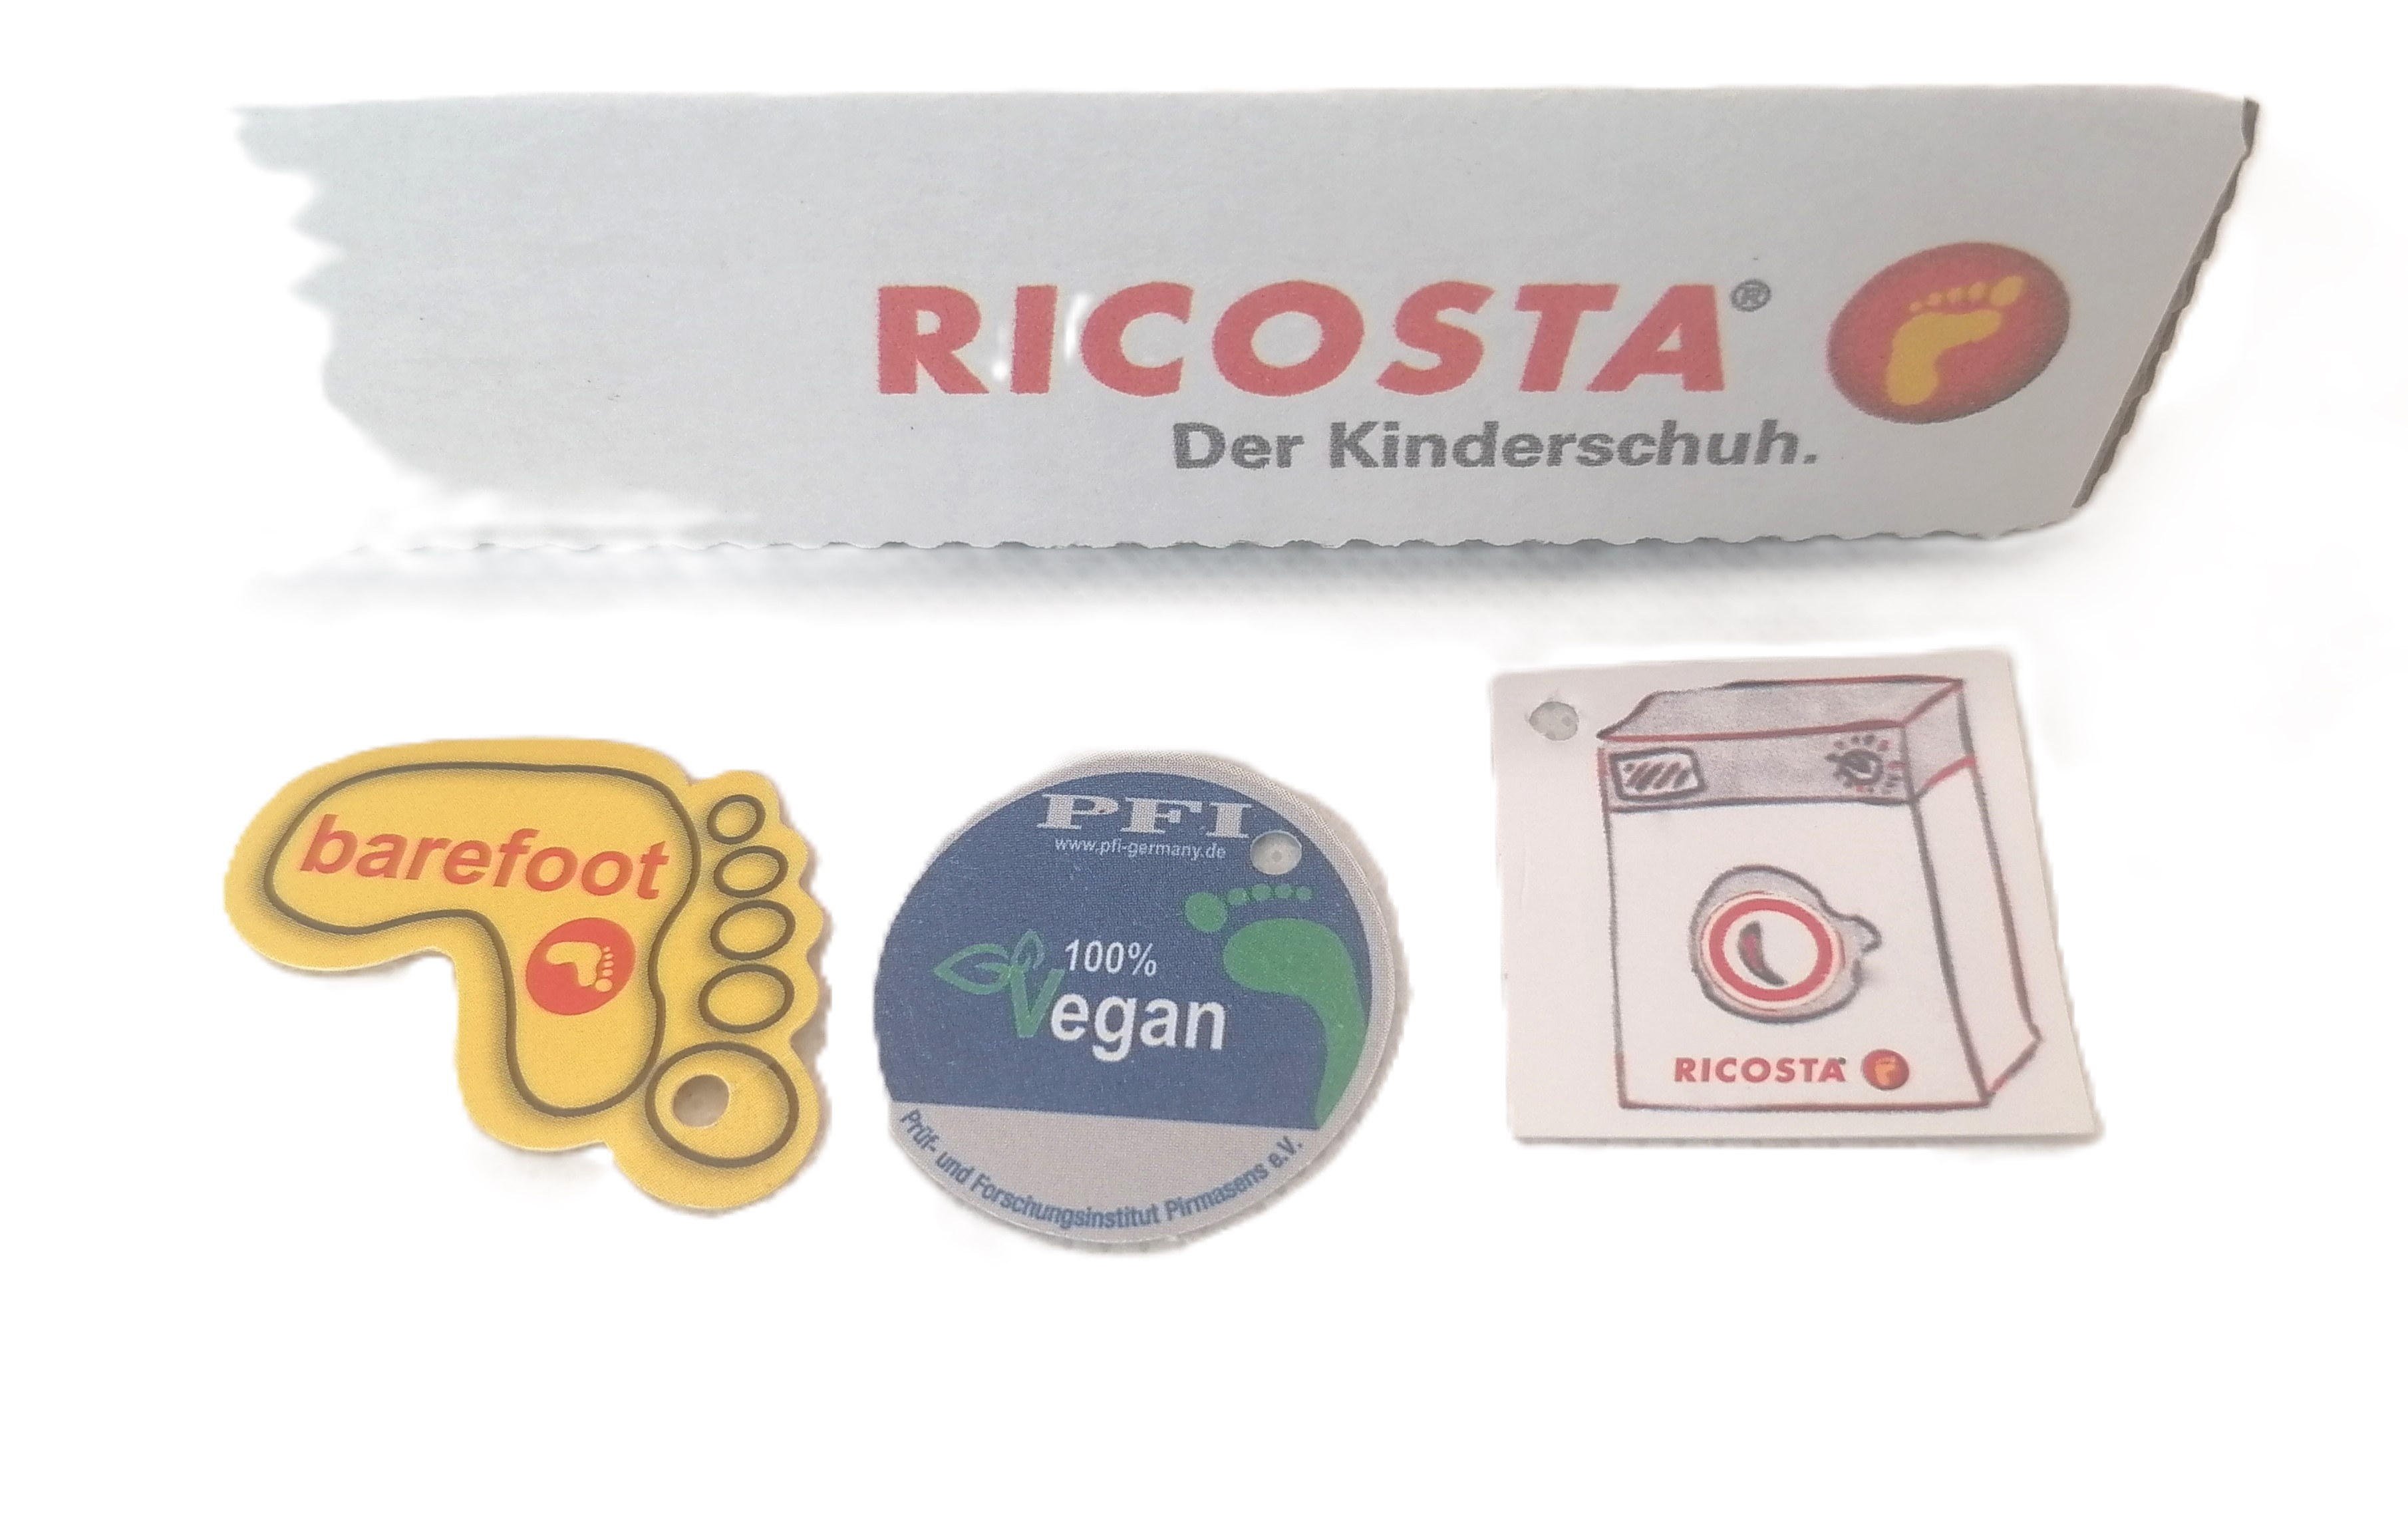 RICOSTA®
Der Kinderschuh.
barefoot
PFI
www.pfi-germany.de
100%
Vegan
Prüf- und Forschungsinstitut Pirmasens e.V.
RICOSTA